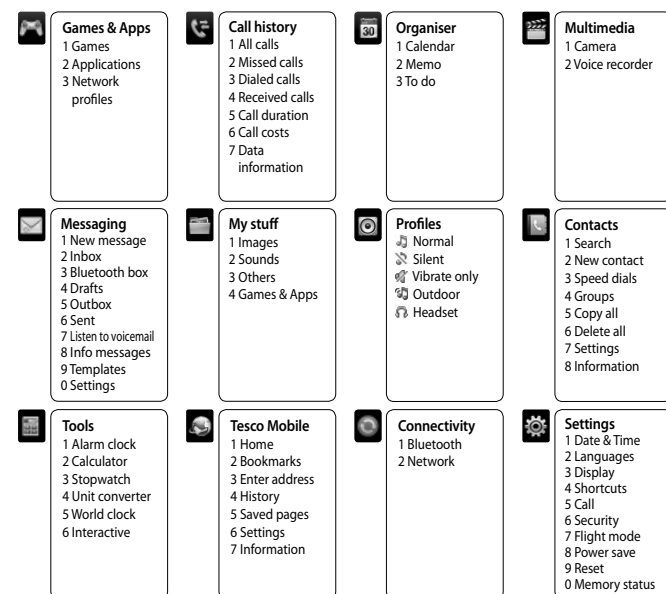 Games & Apps
1 Games
2 Applications
3 Network
profiles
Call history
1 All calls
2 Missed calls
3 Dialed calls
4 Received calls
5 Call duration
6 Call costs
7 Data
information
30
Organiser
1 Calendar
2 Memo
3 To do
Multimedia
1 Camera
2 Voice recorder
Messaging
1 New message
2 Inbox
3 Bluetooth box
4 Drafts
5 Outbox
6 Sent
7 Listen to voicemail
8 Info messages
9 Templates
0 Settings
My stuff
1 Images
2 Sounds
3 Others
4 Games & Apps
Profiles
Normal
Silent
Vibrate only
Outdoor
Headset
Contacts
1 Search
2 New contact
3 Speed dials
4 Groups
5 Copy all
6 Delete all
7 Settings
8 Information
Tools
1 Alarm clock
2 Calculator
3 Stopwatch
4 Unit converter
5 World clock
6 Interactive
Tesco Mobile
1 Home
2 Bookmarks
3 Enter address
4 History
5 Saved pages
6 Settings
7 Information
Connectivity
1 Bluetooth
2 Network
Settings
1 Date & Time
2 Languages
3 Display
4 Shortcuts
5 Call
6 Security
7 Flight mode
8 Power save
9 Reset
0 Memory status